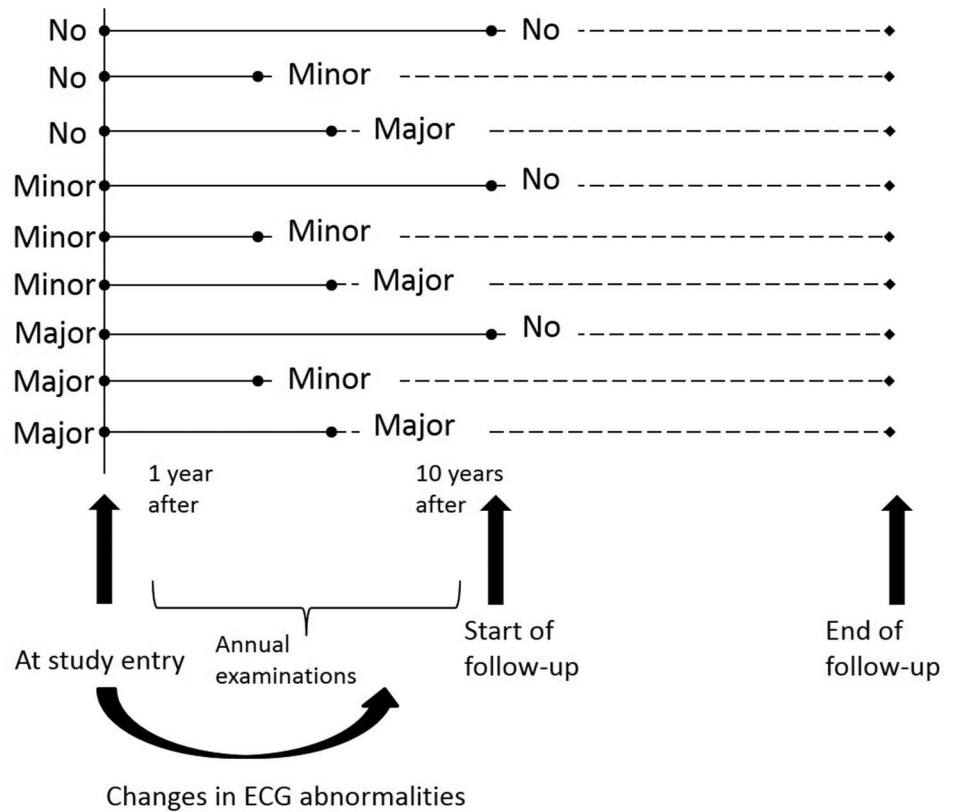 No No
No Minor
No Major
Minor No
Minor Minor
Minor Major
Major No
Major Minor
Major Major
1 year
after
10 years
after
At study entry
Annual
examinations
Start of
follow-up
End of
follow-up
Changes in ECG abnormalities